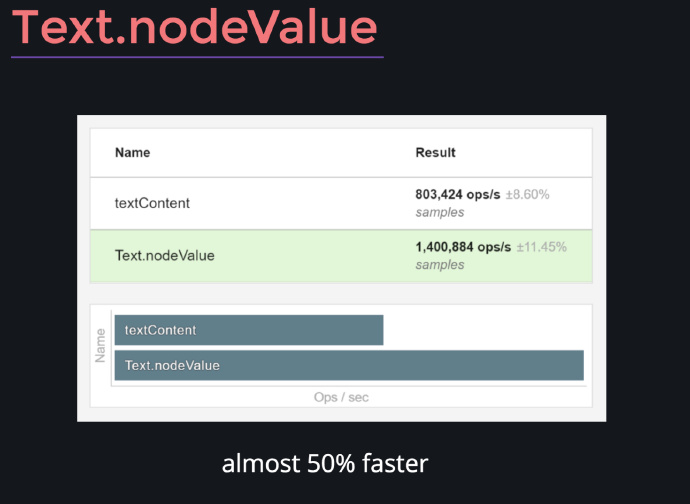 Text.nodeValue
Name Result
textContent 803,424 ops/s ±8.60%
samples
Text.nodeValue 1,400,884 ops/s ±11.45%
samples
Name
textContent
Text.nodeValue
Ops / sec
almost 50% faster